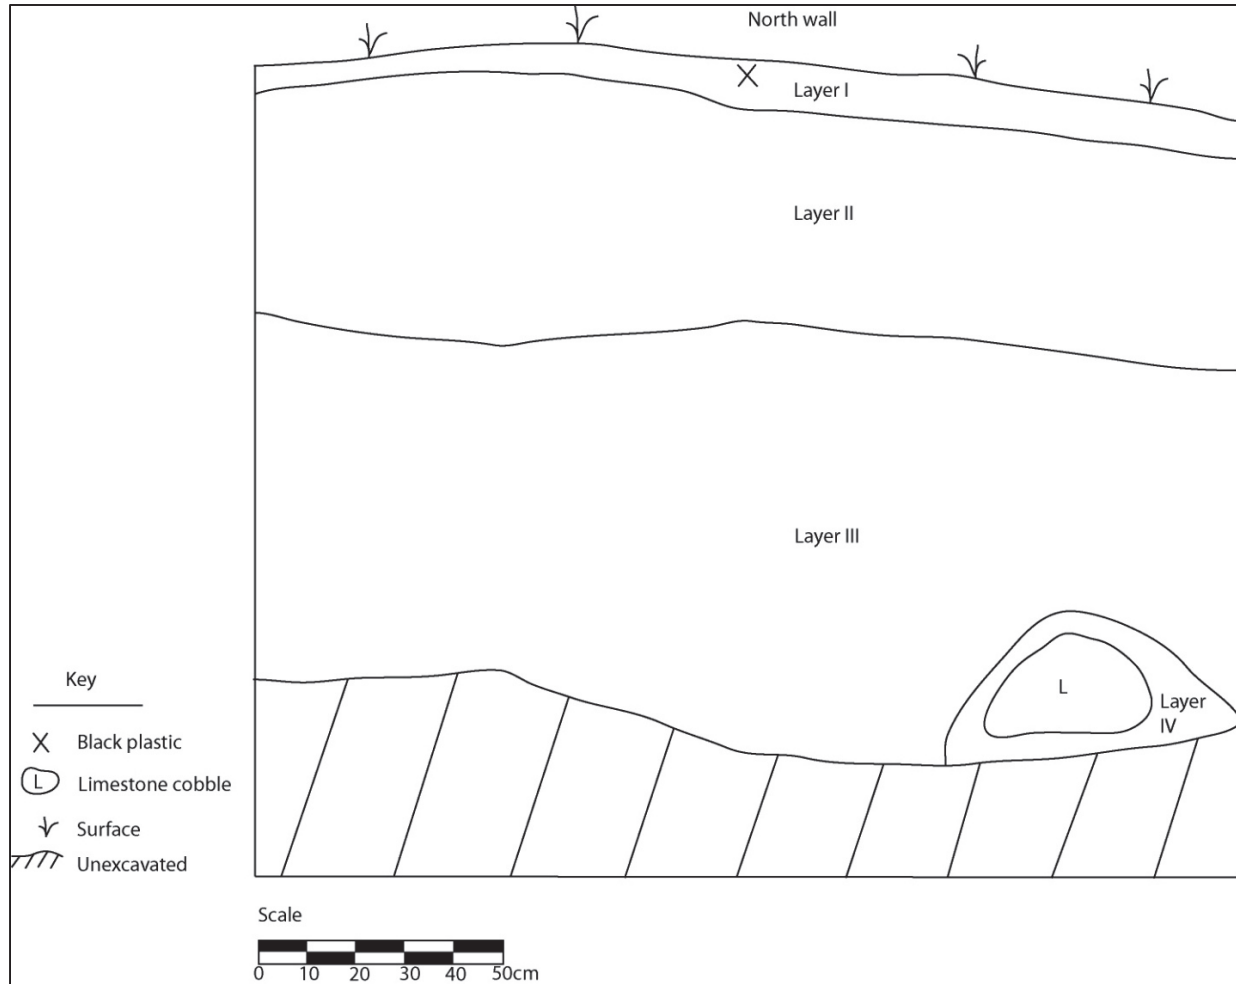 North wall
Layer I
Layer II
Layer III
L
Layer
IV
Key
X Black plastic
L Limestone cobble
Surface
Unexcavated
Scale
0 10 20 30 40 50cm